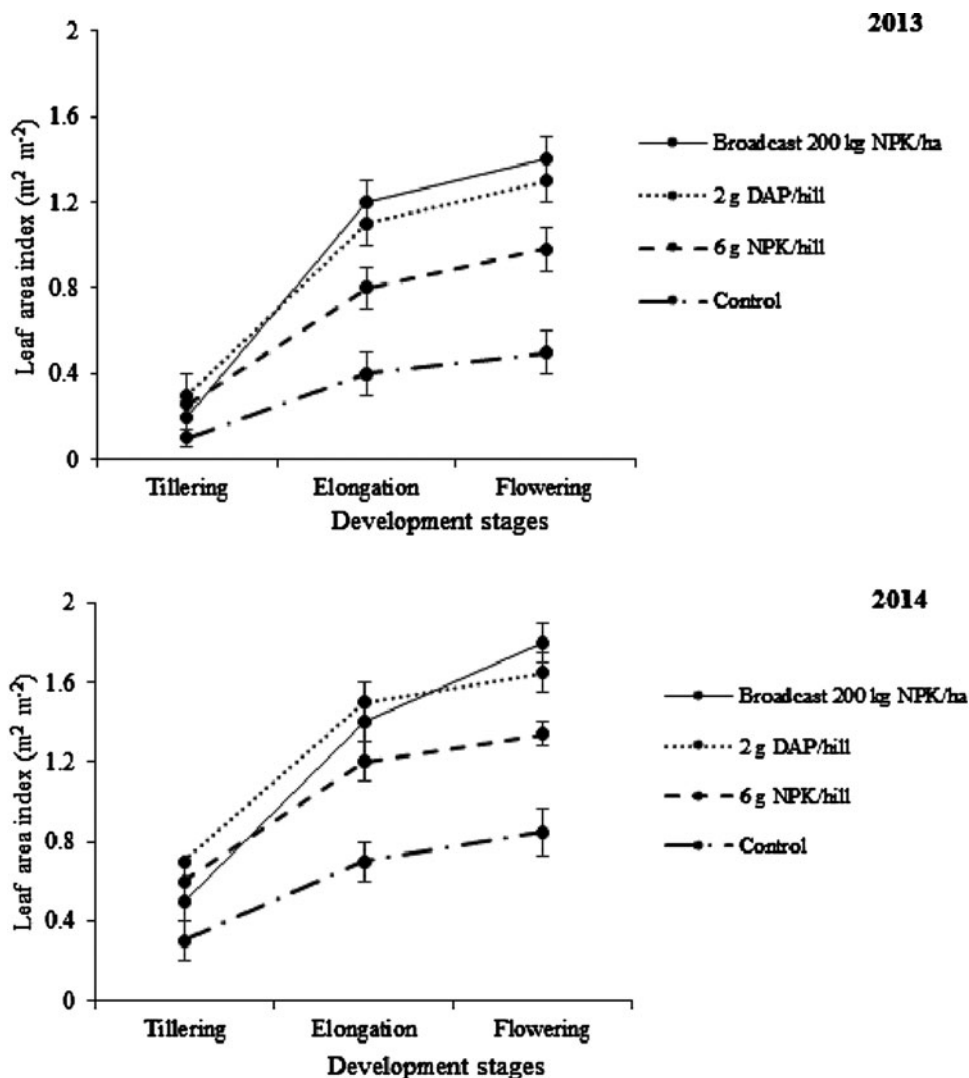 2013
2
1.6
1.2
0.8
0.4
0
Leaf area index (m² m⁻²)
Tillering Elongation Flowering
Development stages
Broadcast 200 kg NPK/ha
2 g DAP/hill
6 g NPK/hill
Control
2014
2
1.6
1.2
0.8
0.4
0
Leaf area index (m² m⁻²)
Tillering Elongation Flowering
Development stages
Broadcast 200 kg NPK/ha
2 g DAP/hill
6 g NPK/hill
Control